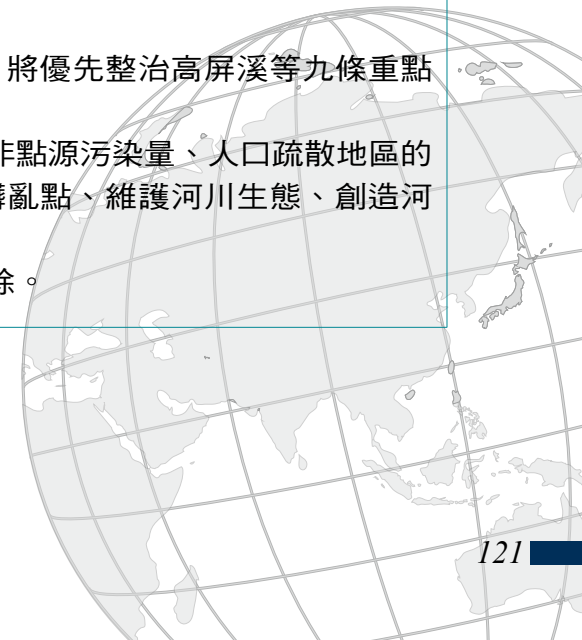 將優先整治高屏溪等九條重點
非點源污染量、人口疏散地區的
髒亂點、維護河川生態、創造河
除。
121